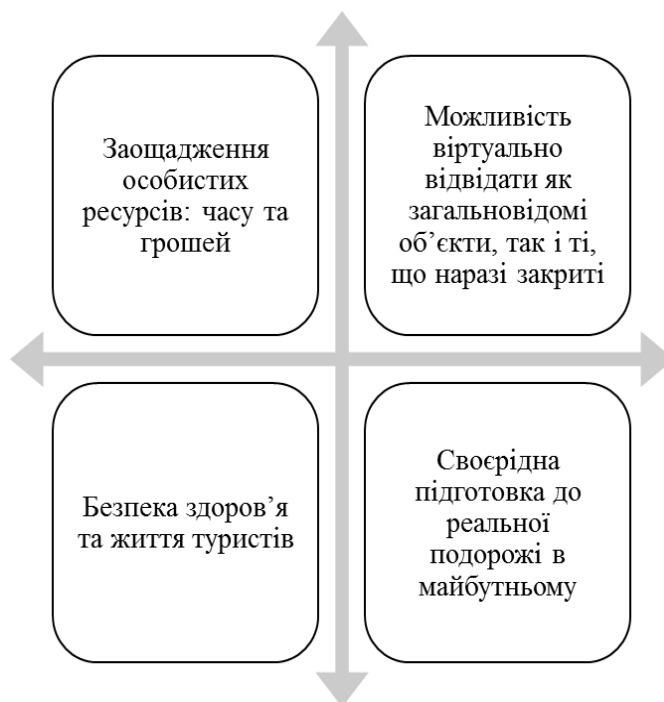 Заощадження
особистих
ресурсів: часу та
грошей
Можливість
віртуально
відвідати як
загальновідомі
об’єкти, так і ті,
що наразі закриті
Безпека здоров’я
та життя туристів
Своєрідна
підготовка до
реальної
подорожі в
майбутньому